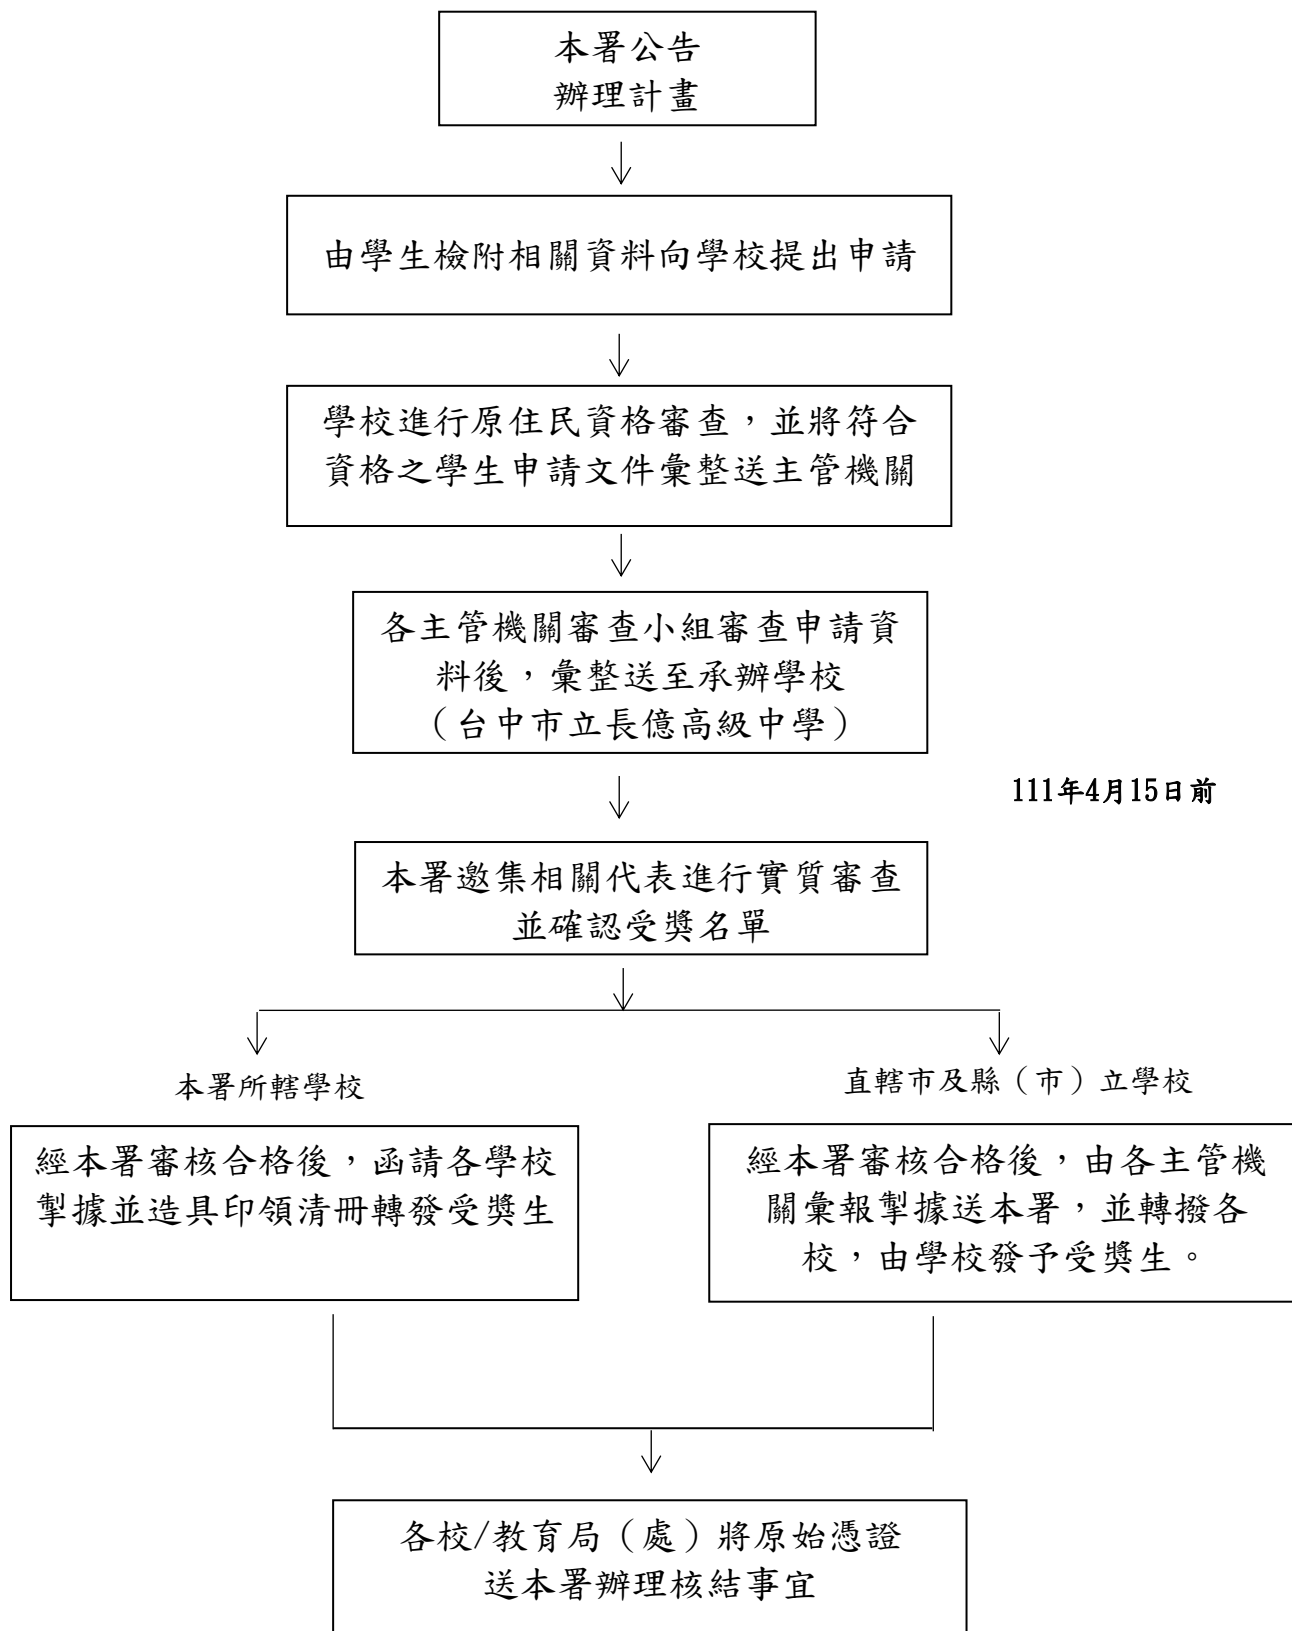 本署公告
辦理計畫
由學生檢附相關資料向學校提出申請
學校進行原住民資格審查，並將符合
資格之學生申請文件彙整送主管機關
各主管機關審查小組審查申請資
料後，彙整送至承辦學校
（台中市立長億高級中學）
111年4月15日前
本署邀集相關代表進行實質審查
並確認受獎名單
本署所轄學校
直轄市及縣（市）立學校
經本署審核合格後，函請各學校
掣據並造具印領清冊轉發受獎生
經本署審核合格後，由各主管機
關彙報掣據送本署，並轉撥各
校，由學校發予受獎生。
各校/教育局（處）將原始憑證
送本署辦理核結事宜